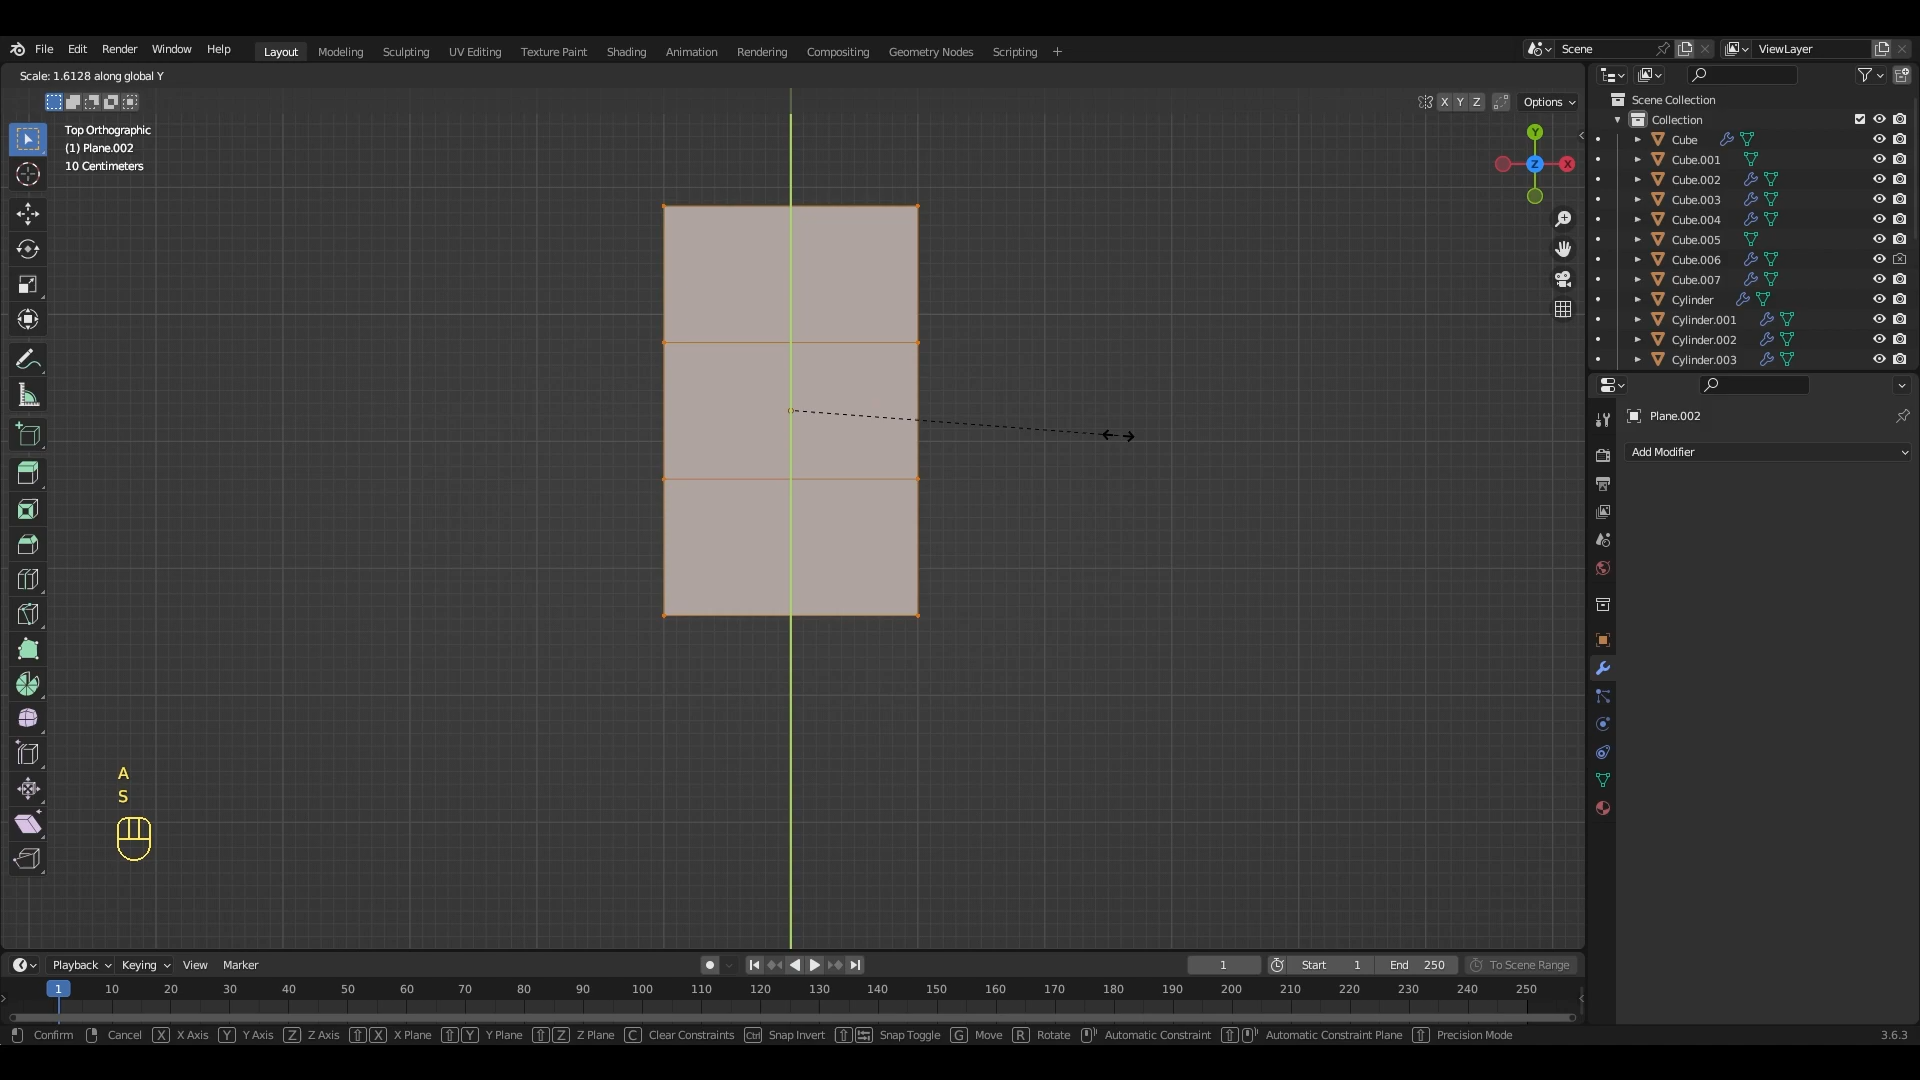 File Edit Render Window Help Layout Modeling Sculpting UV Editing Texture Paint Shading Animation Rendering Compositing Geometry Nodes Scripting + Scene ViewLayer
Scale: 1.6128 along global Y
X Y Z Options
Top Orthographic
(1) Plane.002
10 Centimeters
Y
Z X
Scene Collection
Collection
Cube
Cube.001
Cube.002
Cube.003
Cube.004
Cube.005
Cube.006
Cube.007
Cylinder
Cylinder.001
Cylinder.002
Cylinder.003
Plane.002
Add Modifier
A
S
Playback Keying View Marker 1 Start 1 End 250 To Scene Range
1 10 20 30 40 50 60 70 80 90 100 110 120 130 140 150 160 170 180 190 200 210 220 230 240 250
Confirm Cancel X X Axis Y Y Axis Z Z Axis X X Plane Y Y Plane Z Z Plane C Clear Constraints Ctrl Snap Invert Snap Toggle G Move R Rotate Automatic Constraint Automatic Constraint Plane Precision Mode 3.6.3